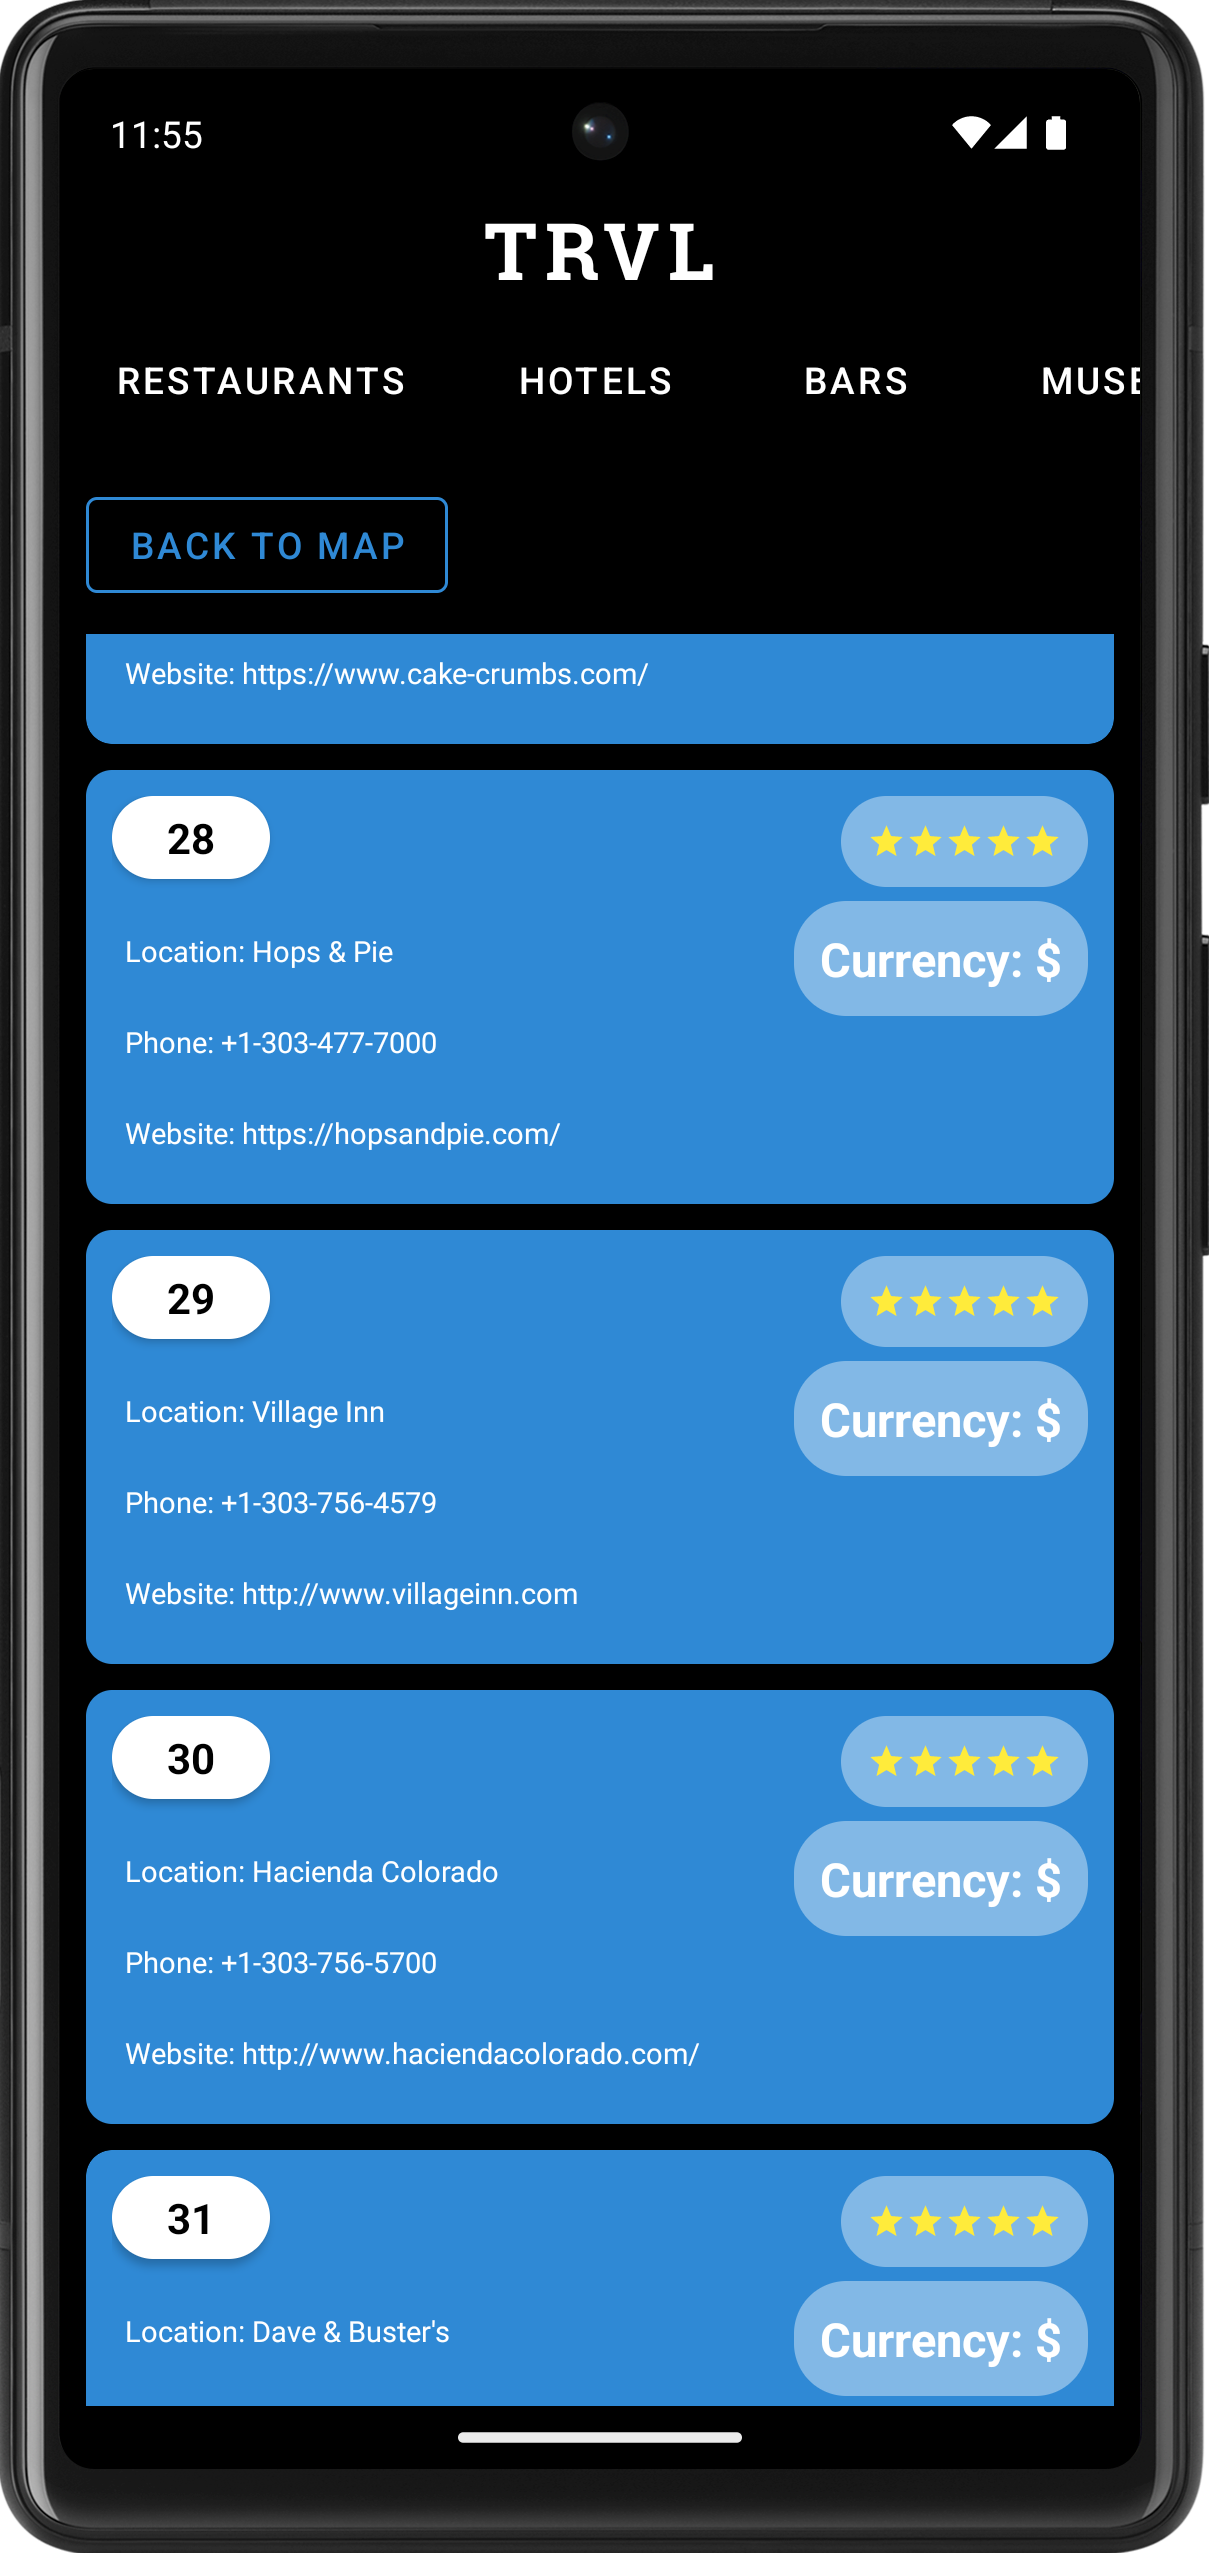 11:55
TRVL
RESTAURANTS HOTELS BARS MUSE
BACK TO MAP
Website: https://www.cake-crumbs.com/
28
Location: Hops & Pie
Currency: $
Phone: +1-303-477-7000
Website: https://hopsandpie.com/
29
Location: Village Inn
Currency: $
Phone: +1-303-756-4579
Website: http://www.villageinn.com
30
Location: Hacienda Colorado
Currency: $
Phone: +1-303-756-5700
Website: http://www.haciendacolorado.com/
31
Location: Dave & Buster's
Currency: $